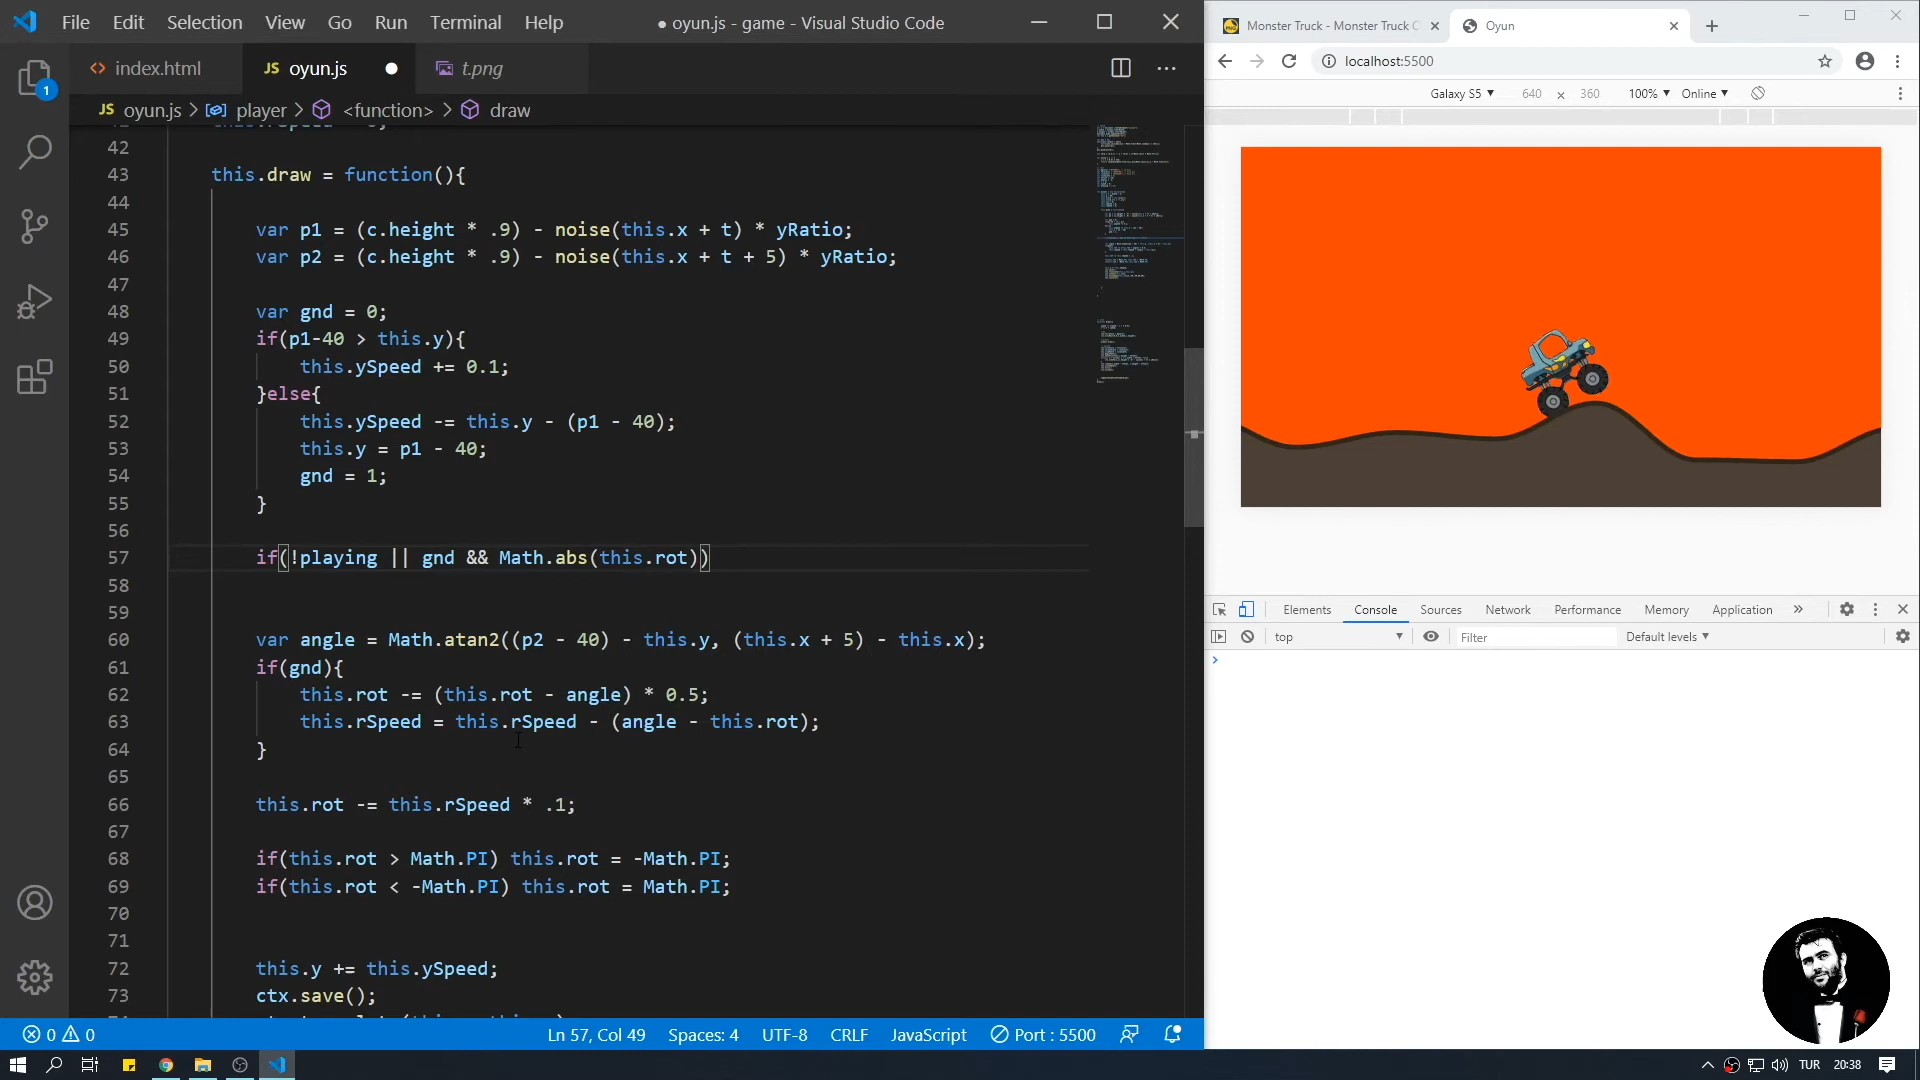 File Edit Selection View Go Run Terminal Help
● oyun.js - game - Visual Studio Code
<> index.html
JS oyun.js ●
t.png
JS oyun.js > player > <function> > draw
1
42
43 this.draw = function(){
44
45 var p1 = (c.height * .9) - noise(this.x + t) * yRatio;
46 var p2 = (c.height * .9) - noise(this.x + t + 5) * yRatio;
47
48 var gnd = 0;
49 if(p1-40 > this.y){
50 this.ySpeed += 0.1;
51 }else{
52 this.ySpeed -= this.y - (p1 - 40);
53 this.y = p1 - 40;
54 gnd = 1;
55 }
56
57 if(!playing || gnd && Math.abs(this.rot))
58
59
60 var angle = Math.atan2((p2 - 40) - this.y, (this.x + 5) - this.x);
61 if(gnd){
62 this.rot -= (this.rot - angle) * 0.5;
63 this.rSpeed = this.rSpeed - (angle - this.rot);
64 }
65
66 this.rot -= this.rSpeed * .1;
67
68 if(this.rot > Math.PI) this.rot = -Math.PI;
69 if(this.rot < -Math.PI) this.rot = Math.PI;
70
71
72 this.y += this.ySpeed;
73 ctx.save();
0 0
Ln 57, Col 49 Spaces: 4 UTF-8 CRLF JavaScript Port : 5500
Monster Truck - Monster Truck
Oyun
localhost:5500
Galaxy S5 ▼ 640 × 360 100% ▼ Online ▼
Elements Console Sources Network Performance Memory Application »
top ▼ Filter Default levels ▼
>
TUR 20:38